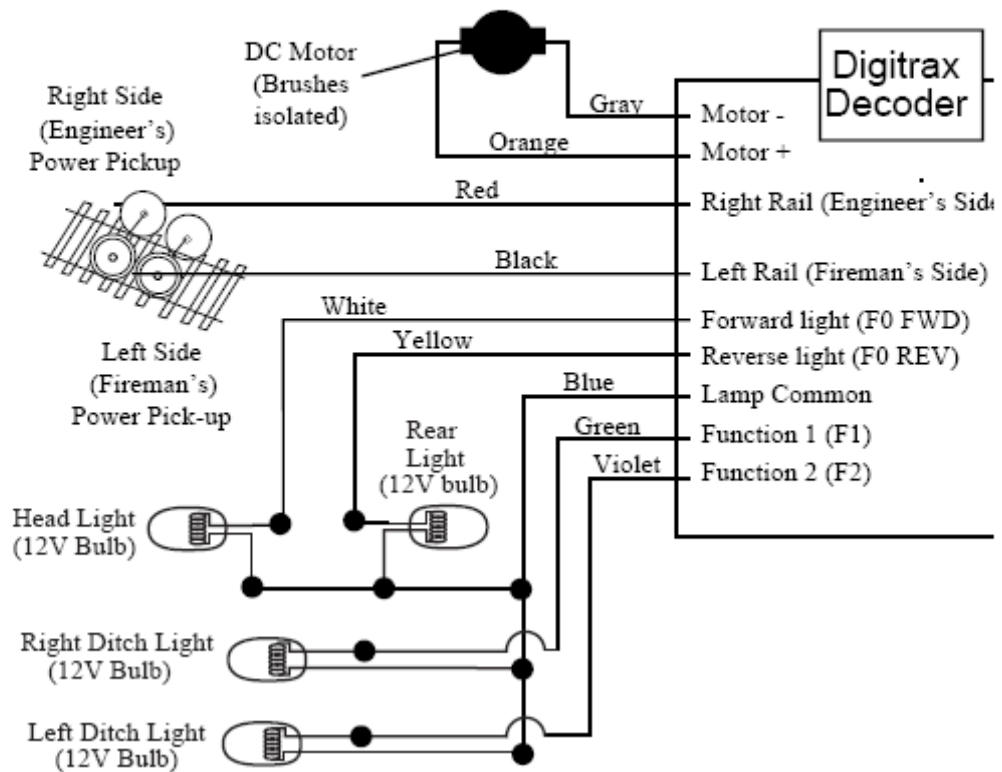 DC Motor
(Brushes
isolated)
Digitrax
Decoder
Right Side
(Engineer's)
Power Pickup
Gray
Motor -
Orange
Motor +
Red
Right Rail (Engineer's Side
Black
Left Rail (Fireman's Side)
White
Forward light (F0 FWD)
Left Side
(Fireman's)
Power Pick-up
Yellow
Reverse light (F0 REV)
Blue
Lamp Common
Green
Function 1 (F1)
Violet
Function 2 (F2)
Rear
Light
(12V bulb)
Head Light
(12V Bulb)
Right Ditch Light
(12V Bulb)
Left Ditch Light
(12V Bulb)